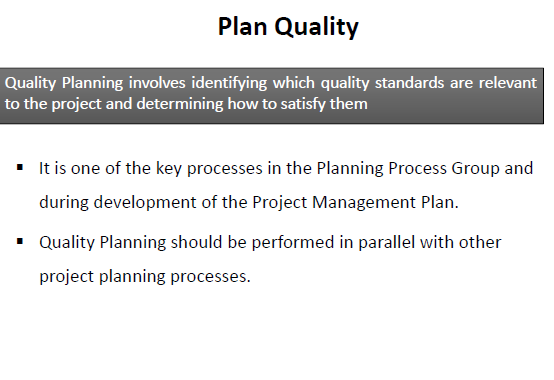 Plan Quality
Quality Planning involves identifying which quality standards are relevant
to the project and determining how to satisfy them
▪ It is one of the key processes in the Planning Process Group and
during development of the Project Management Plan.
▪ Quality Planning should be performed in parallel with other
project planning processes.